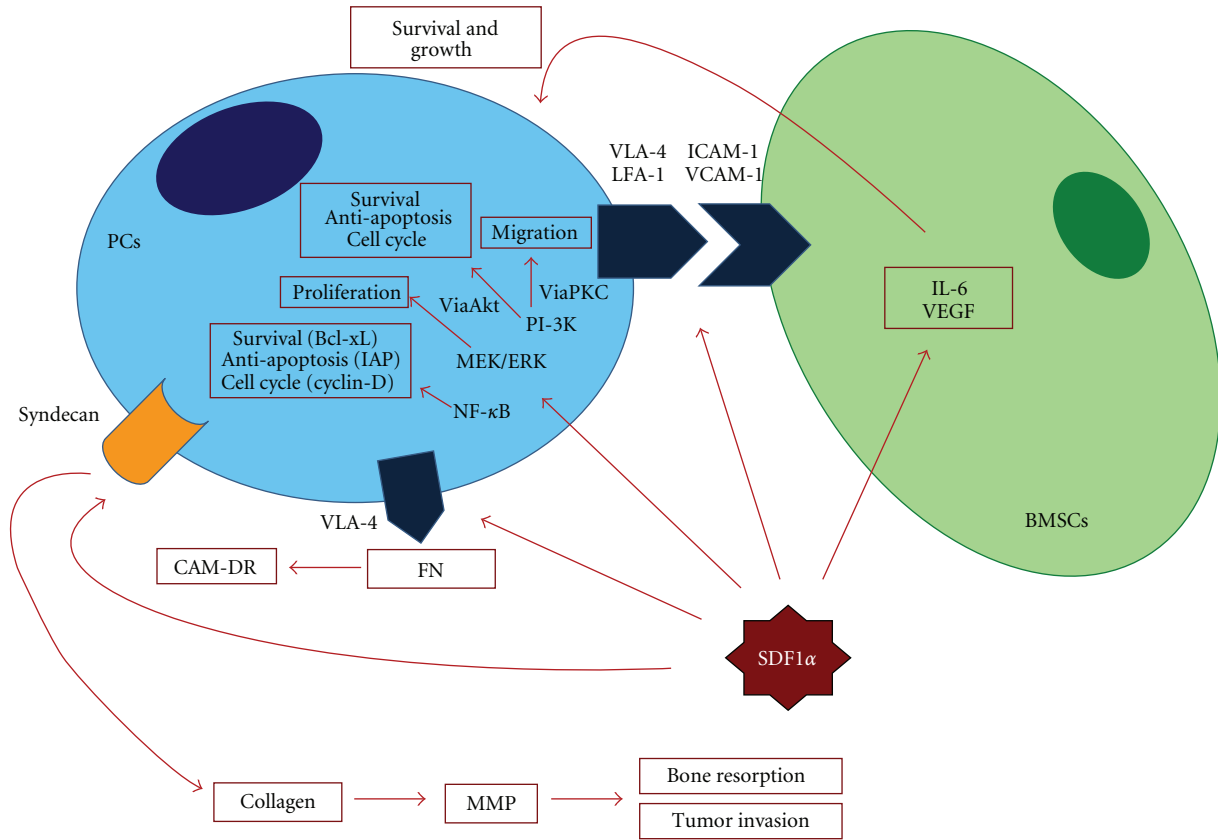 Survival and
growth
VLA-4
LFA-1
ICAM-1
VCAM-1
PCs
Survival
Anti-apoptosis
Cell cycle
Migration
Proliferation
ViaAkt
ViaPKC
PI-3K
IL-6
VEGF
Survival (Bcl-xL)
Anti-apoptosis (IAP)
Cell cycle (cyclin-D)
MEK/ERK
NF-κB
Syndecan
VLA-4
BMSCs
CAM-DR
FN
SDF1α
Collagen
MMP
Bone resorption
Tumor invasion